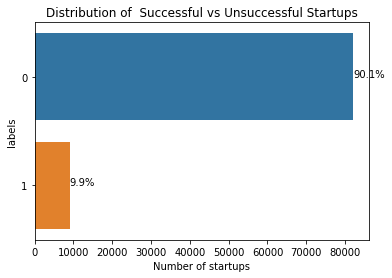 Distribution of  Successful vs Unsuccessful Startups
0
90.1%
labels
1
9.9%
0 10000 20000 30000 40000 50000 60000 70000 80000
Number of startups